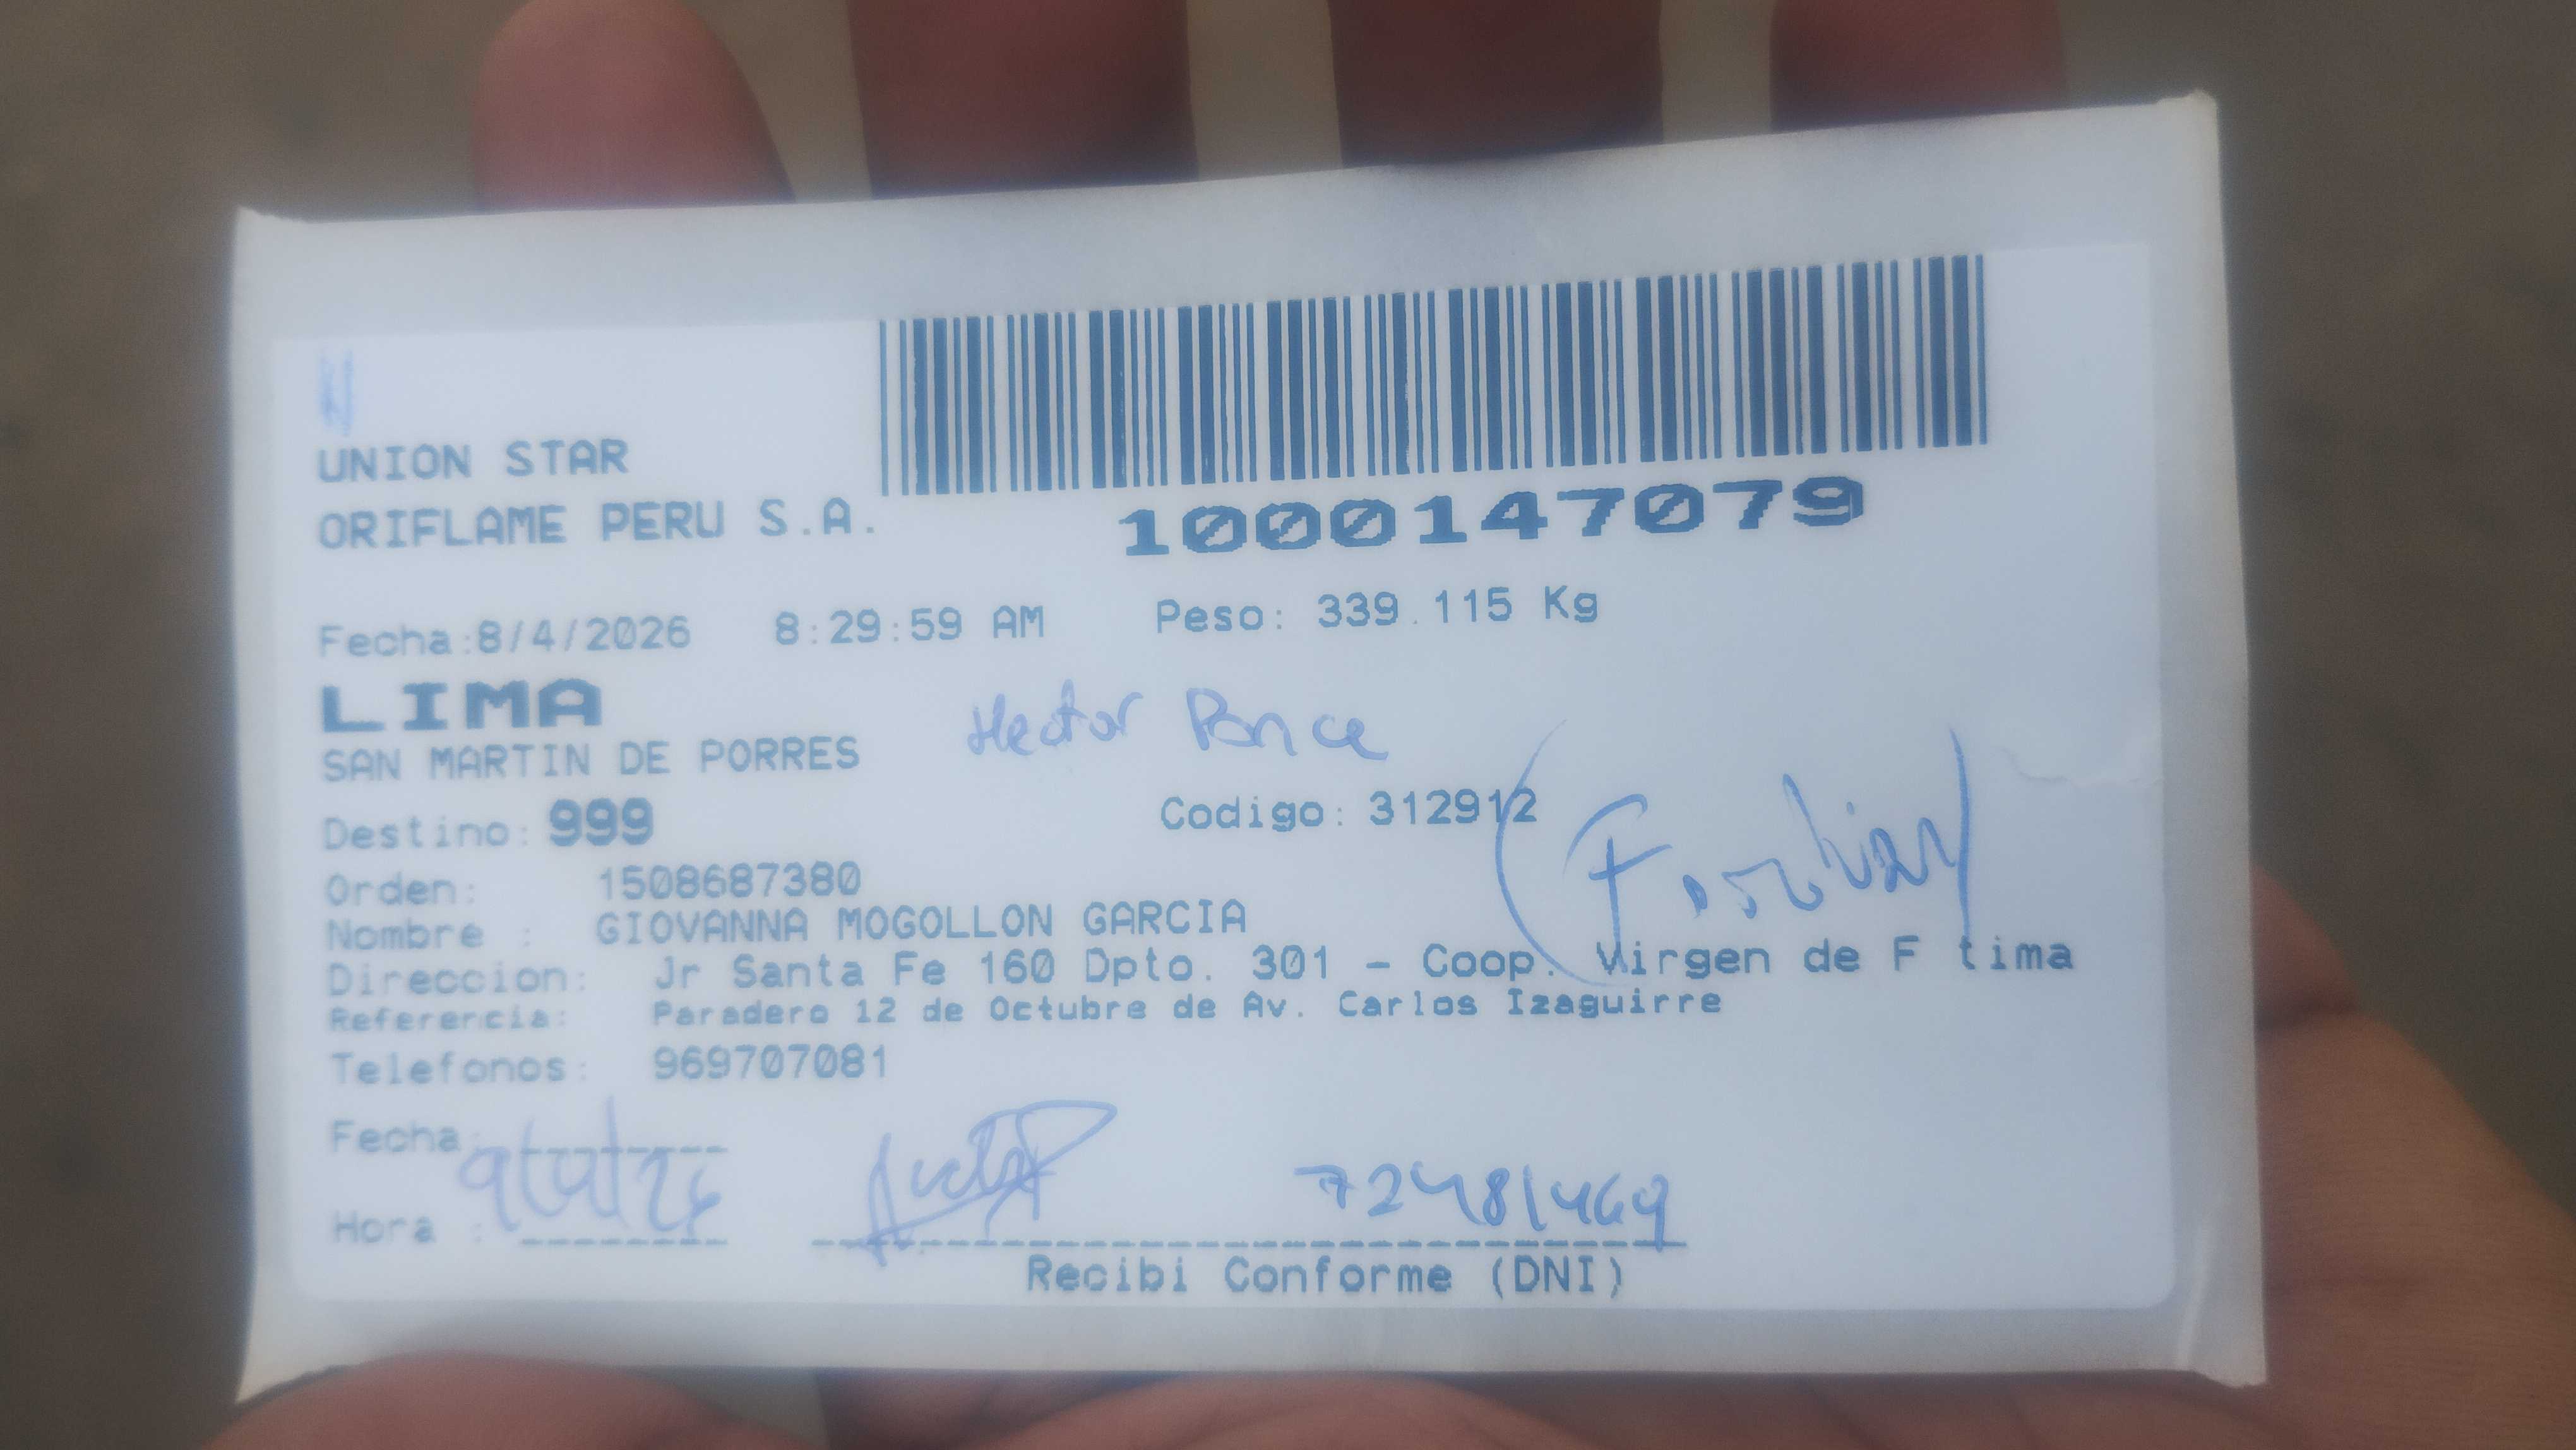 UNION STAR
ORIFLAME PERU S.A.
1000147079
Fecha:8/4/2026 8:29:59 AM Peso: 339.115 Kg
LIMA
Hector Ponce
SAN MARTIN DE PORRES
Destino: 999 Codigo: 312912
Orden: 1508687380
Nombre : GIOVANNA MOGOLLON GARCIA
Direccion: Jr Santa Fe 160 Dpto. 301 - Coop. Virgen de F tima
Referencia: Paradero 12 de Octubre de Av. Carlos Izaguirre
Telefonos: 969707081
Fecha: 9/04/26
Hora : 72481469
Recibi Conforme (DNI)